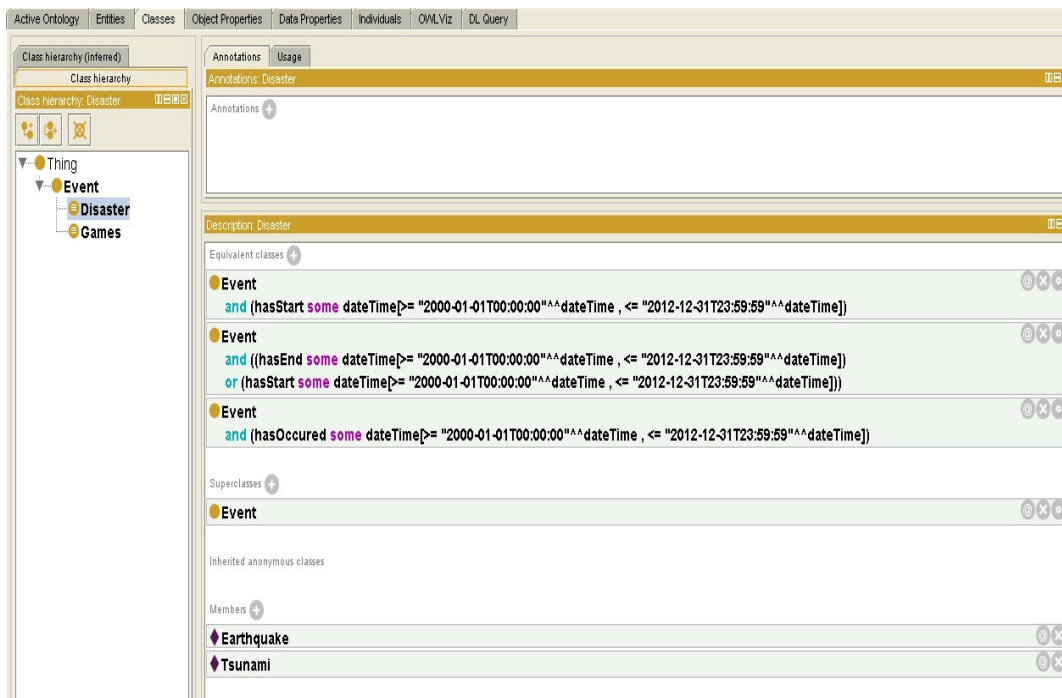 Active Ontology Entities Classes Object Properties Data Properties Individuals OWLViz DL Query
Class hierarchy (inferred)
Class hierarchy
Class hierarchy: Disaster
Thing
Event
Disaster
Games
Annotations Usage
Annotations: Disaster
Annotations
Description: Disaster
Equivalent classes
Event
and (hasStart some dateTime[>= "2000-01-01T00:00:00"^^dateTime , <= "2012-12-31T23:59:59"^^dateTime])
Event
and ((hasEnd some dateTime[>= "2000-01-01T00:00:00"^^dateTime , <= "2012-12-31T23:59:59"^^dateTime])
or (hasStart some dateTime[>= "2000-01-01T00:00:00"^^dateTime , <= "2012-12-31T23:59:59"^^dateTime]))
Event
and (hasOccured some dateTime[>= "2000-01-01T00:00:00"^^dateTime , <= "2012-12-31T23:59:59"^^dateTime])
Superclasses
Event
Inherited anonymous classes
Members
Earthquake
Tsunami